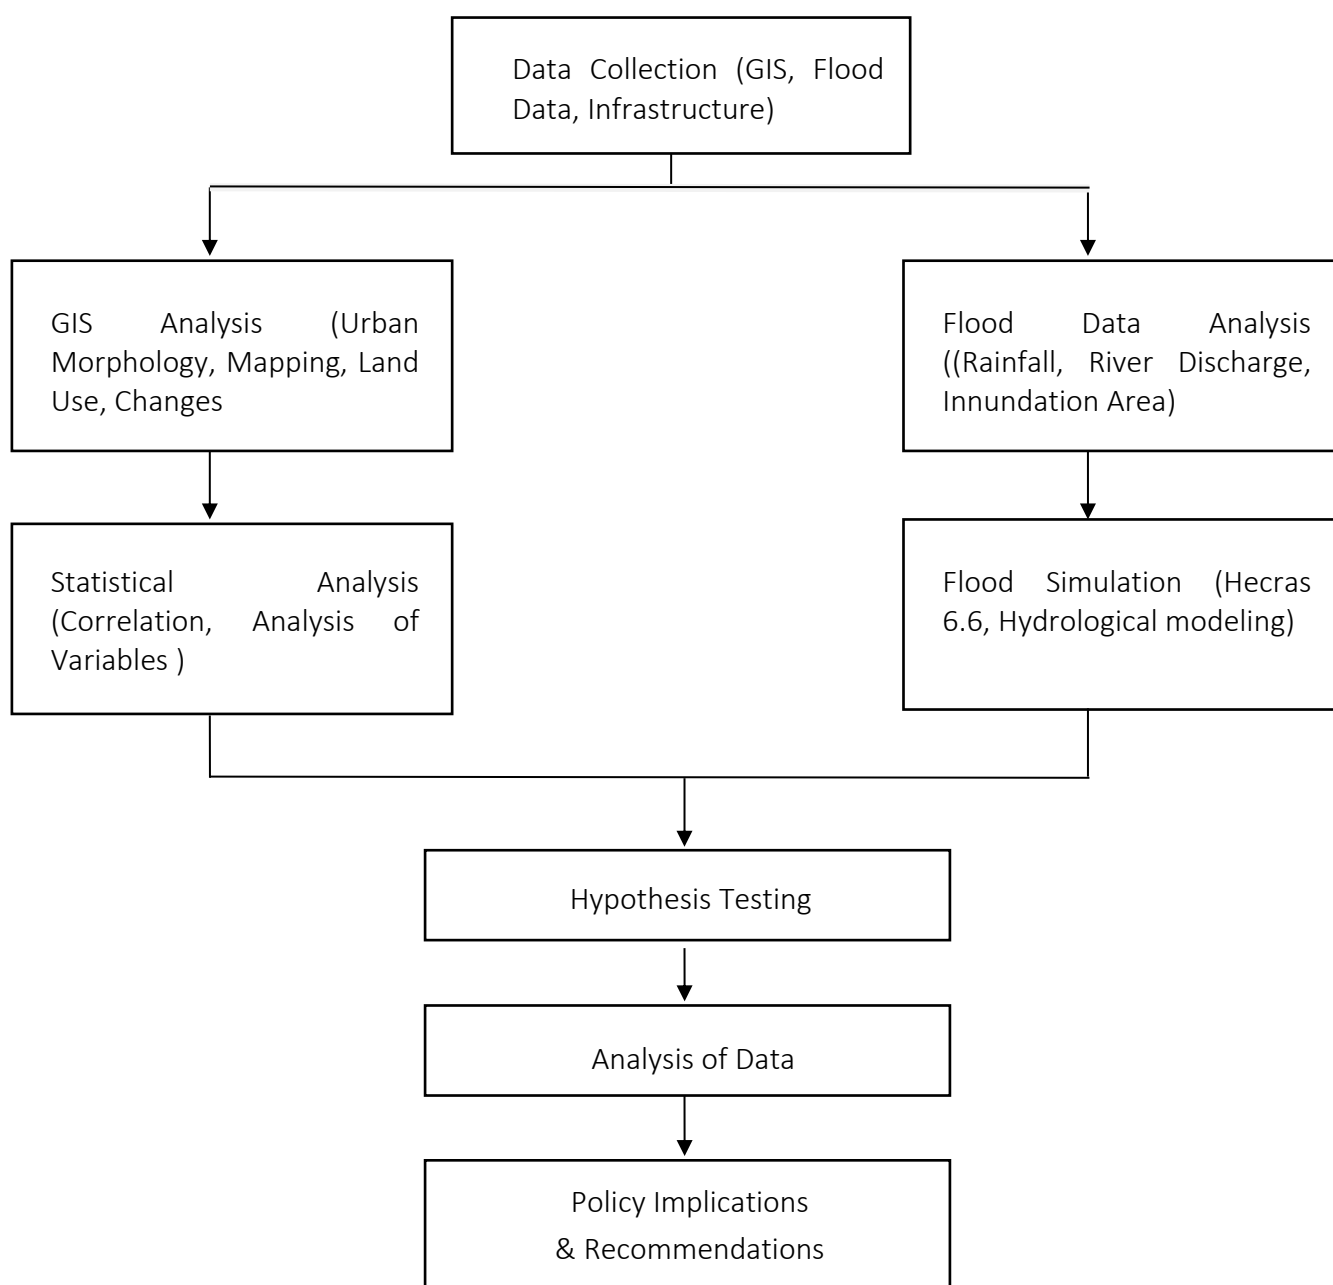 Data Collection (GIS, Flood
Data, Infrastructure)
GIS Analysis (Urban
Morphology, Mapping, Land
Use, Changes
Flood Data Analysis
((Rainfall, River Discharge,
Innundation Area)
Statistical Analysis
(Correlation, Analysis of
Variables )
Flood Simulation (Hecras
6.6, Hydrological modeling)
Hypothesis Testing
Analysis of Data
Policy Implications
& Recommendations